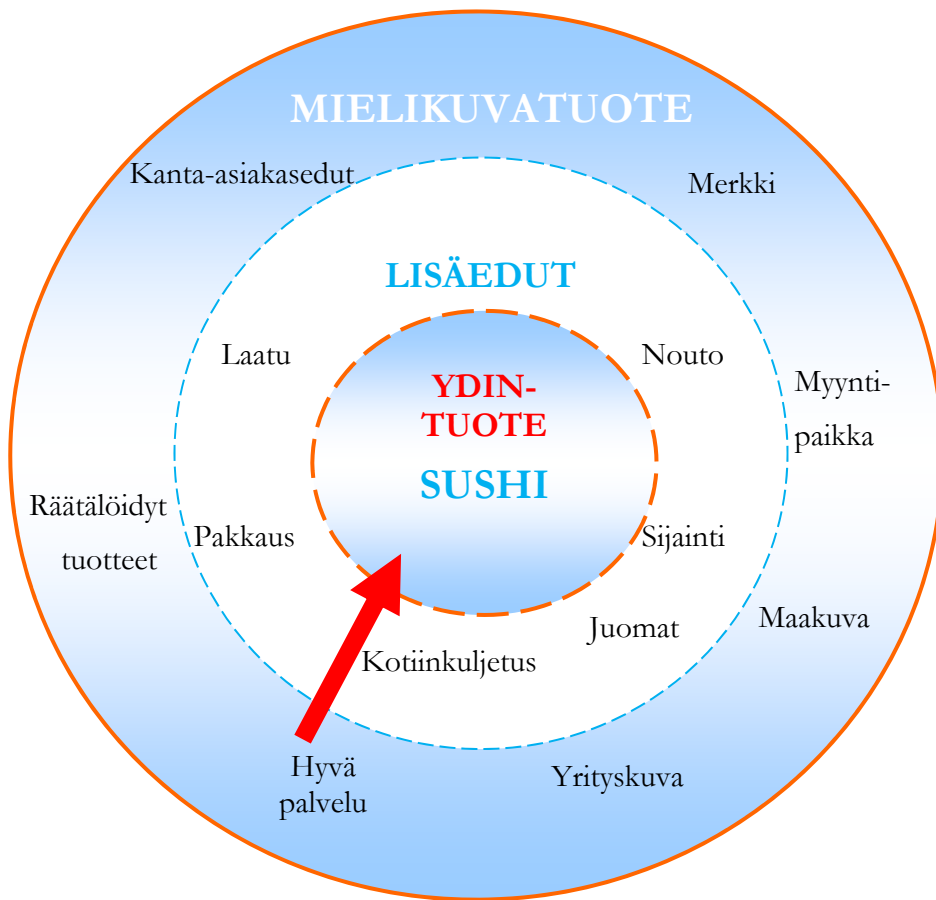 MIELIKUVATUOTE
Kanta-asiakasedut
Merkki
LISÄEDUT
Laatu
Nouto
YDIN-
TUOTE
SUSHI
Myynti-
paikka
Räätälöidyt
tuotteet
Pakkaus
Sijainti
Juomat
Maakuva
Kotiinkuljetus
Hyvä
palvelu
Yrityskuva